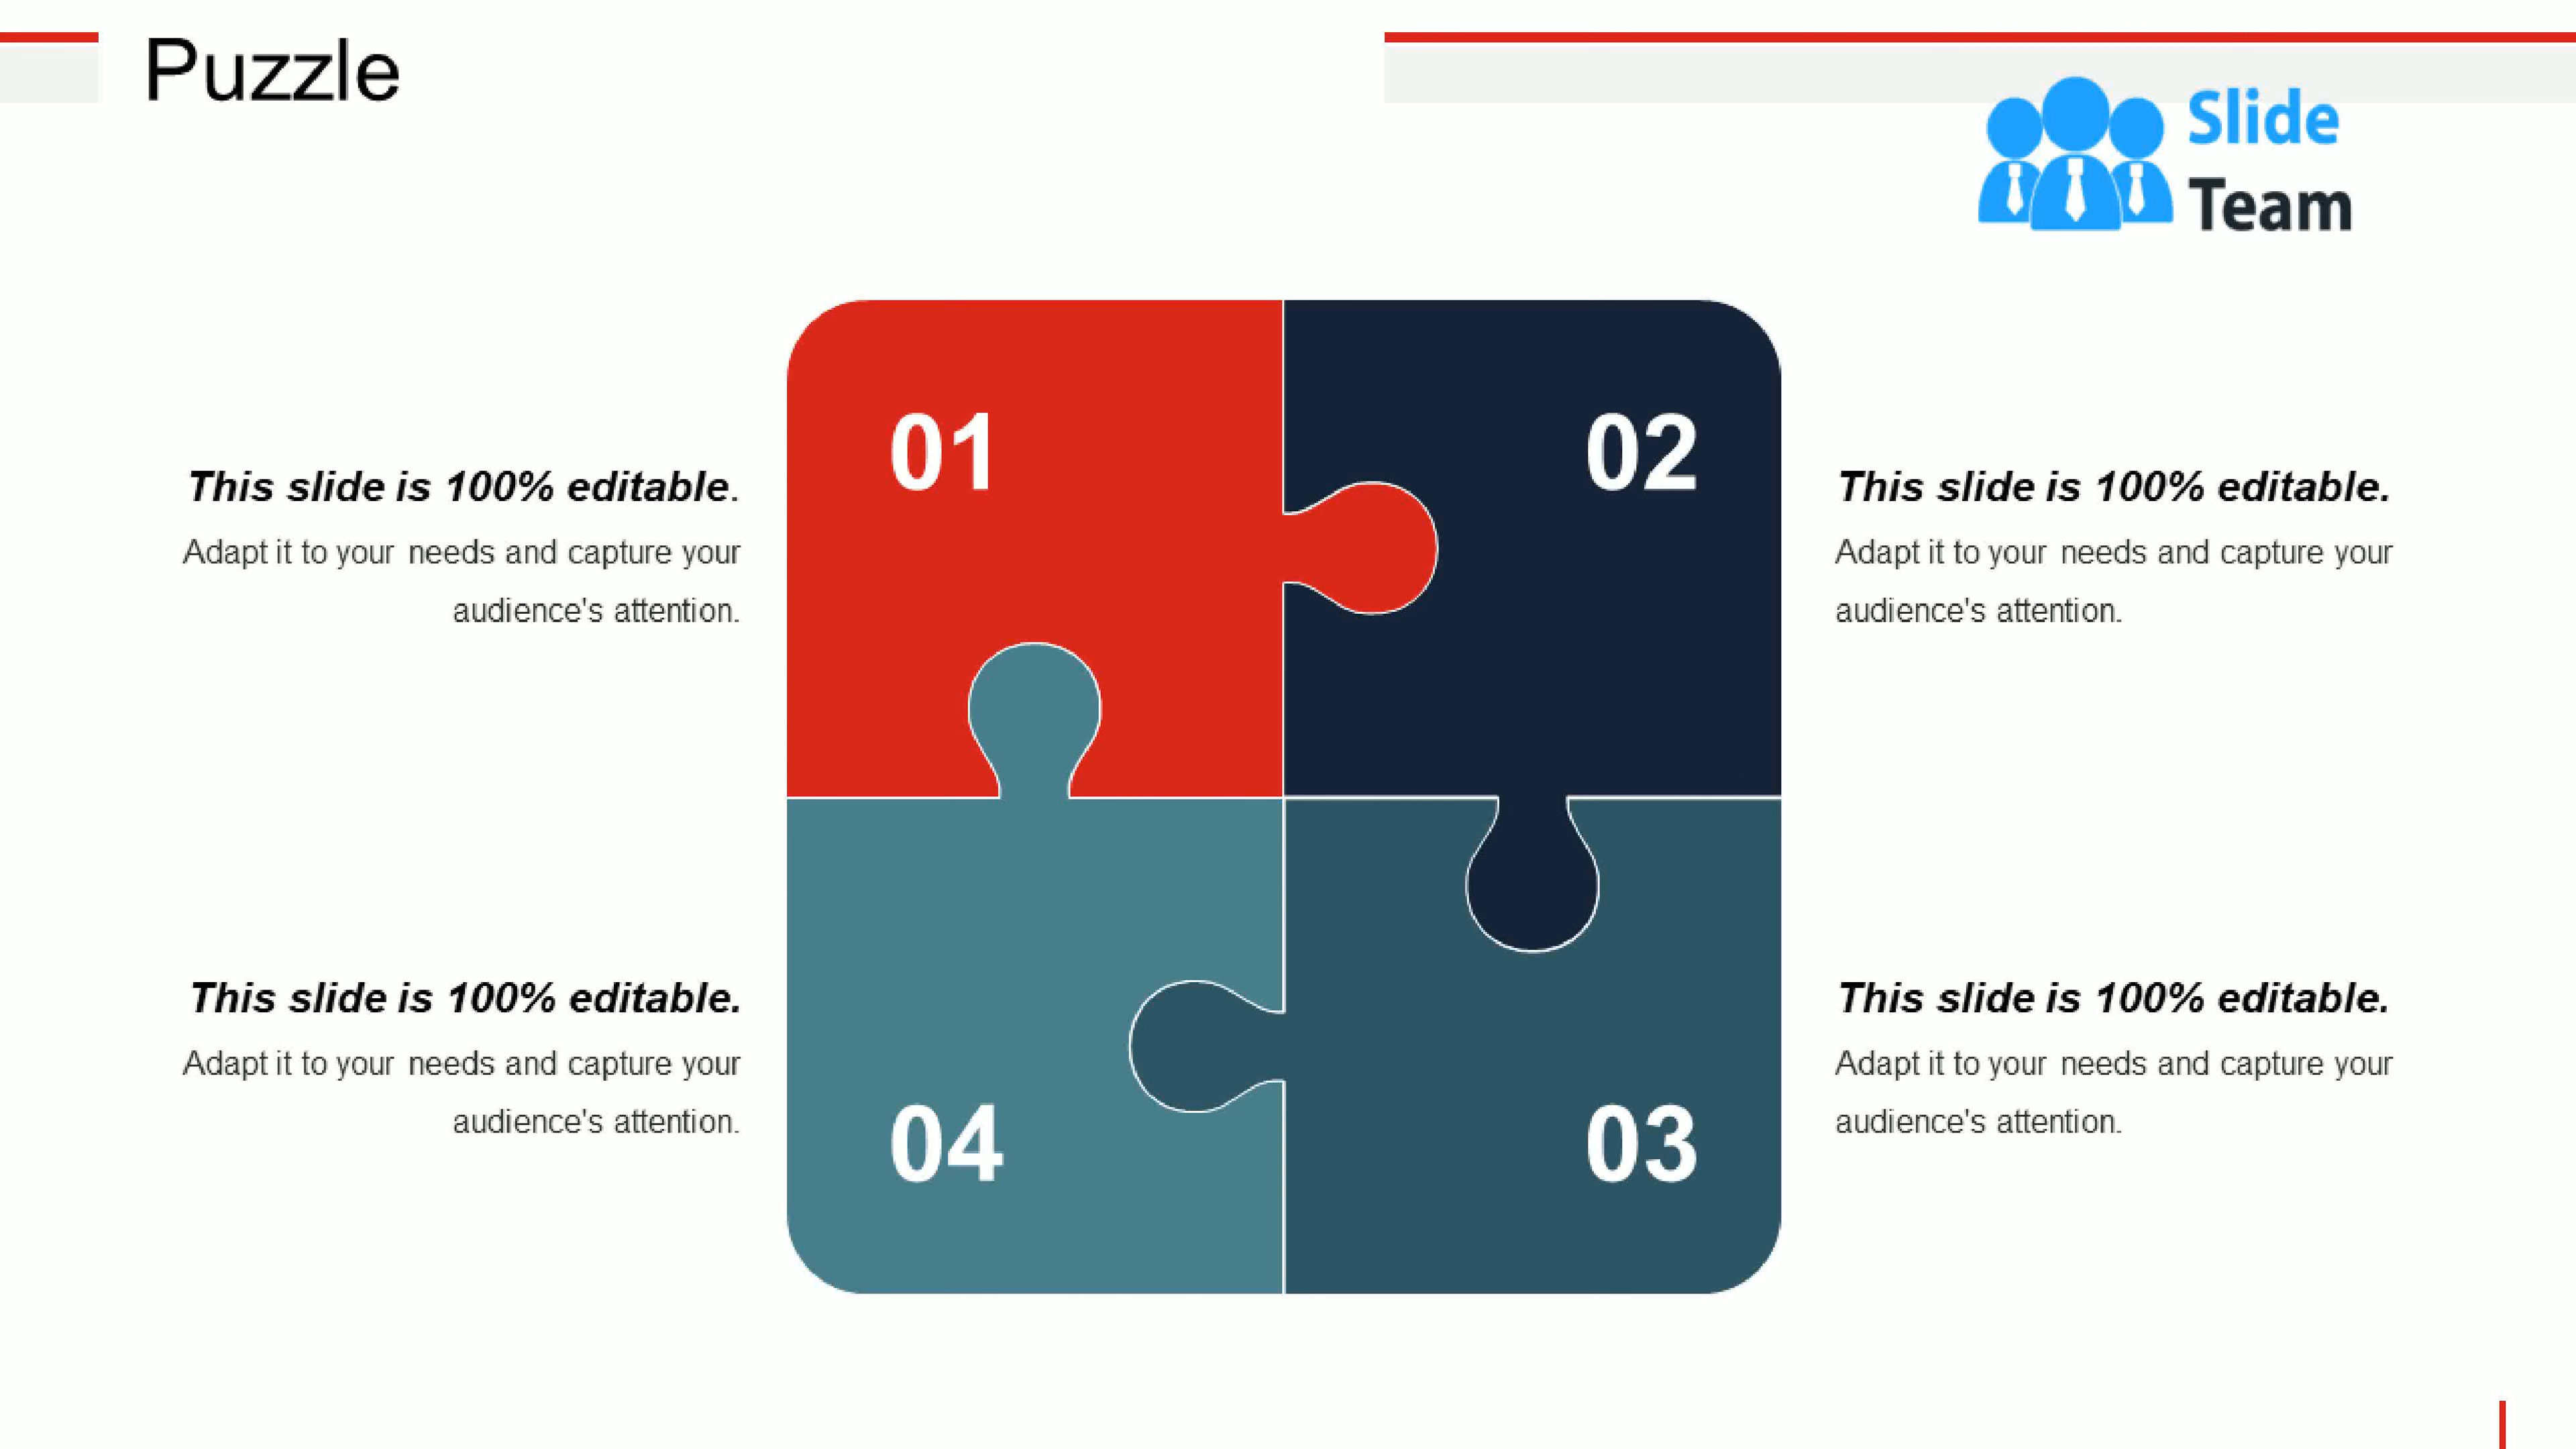 Puzzle
Slide
Team
01
02
This slide is 100% editable.
Adapt it to your needs and capture your
audience's attention.
This slide is 100% editable.
Adapt it to your needs and capture your
audience's attention.
This slide is 100% editable.
Adapt it to your needs and capture your
audience's attention.
04
03
This slide is 100% editable.
Adapt it to your needs and capture your
audience's attention.